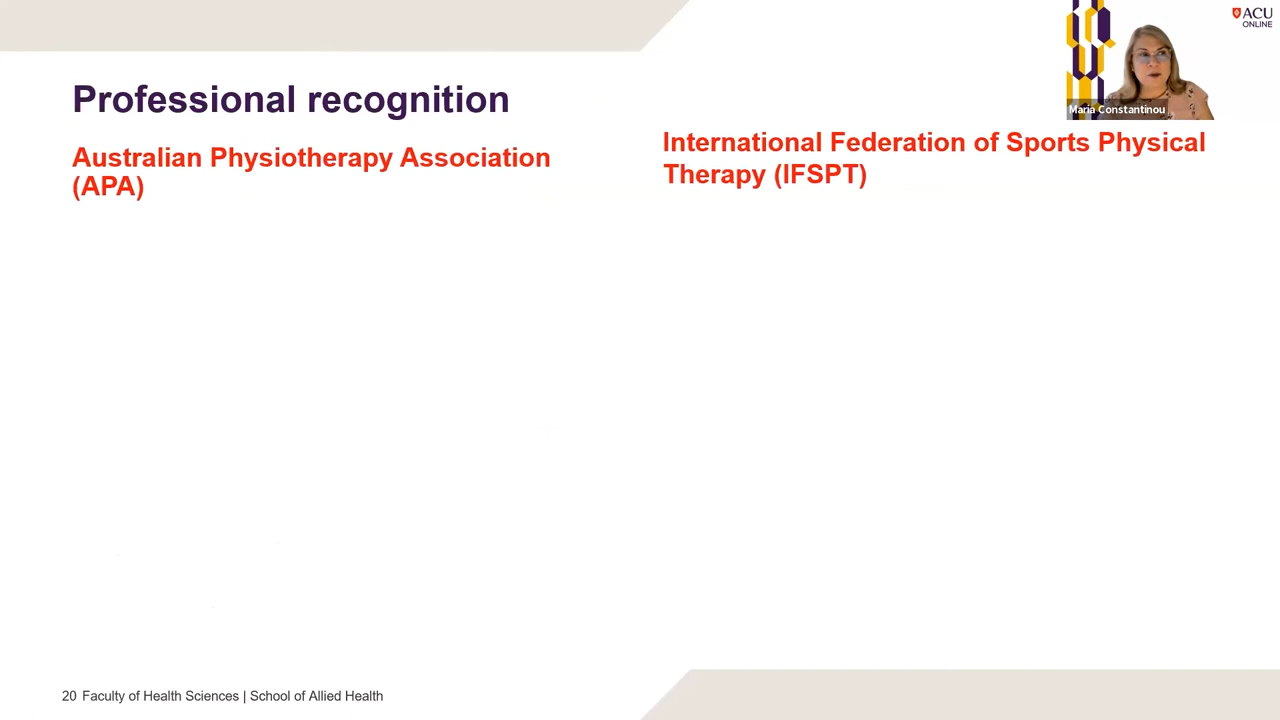 ACU
ONLINE
Professional recognition
Maria Constantinou
Australian Physiotherapy Association
(APA)
International Federation of Sports Physical
Therapy (IFSPT)
20 Faculty of Health Sciences | School of Allied Health